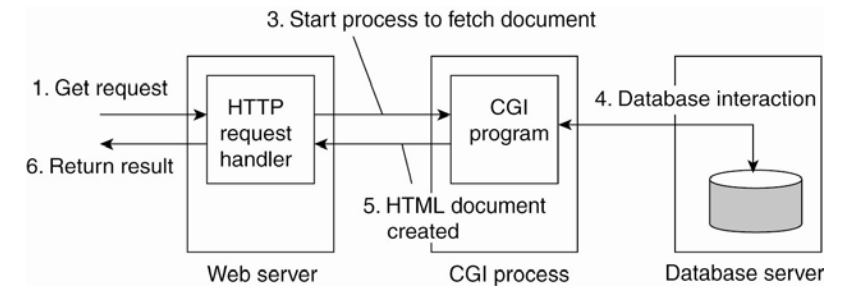 3. Start process to fetch document
1. Get request
HTTP
request
handler
CGI
program
4. Database interaction
6. Return result
5. HTML document
created
Web server
CGI process
Database server